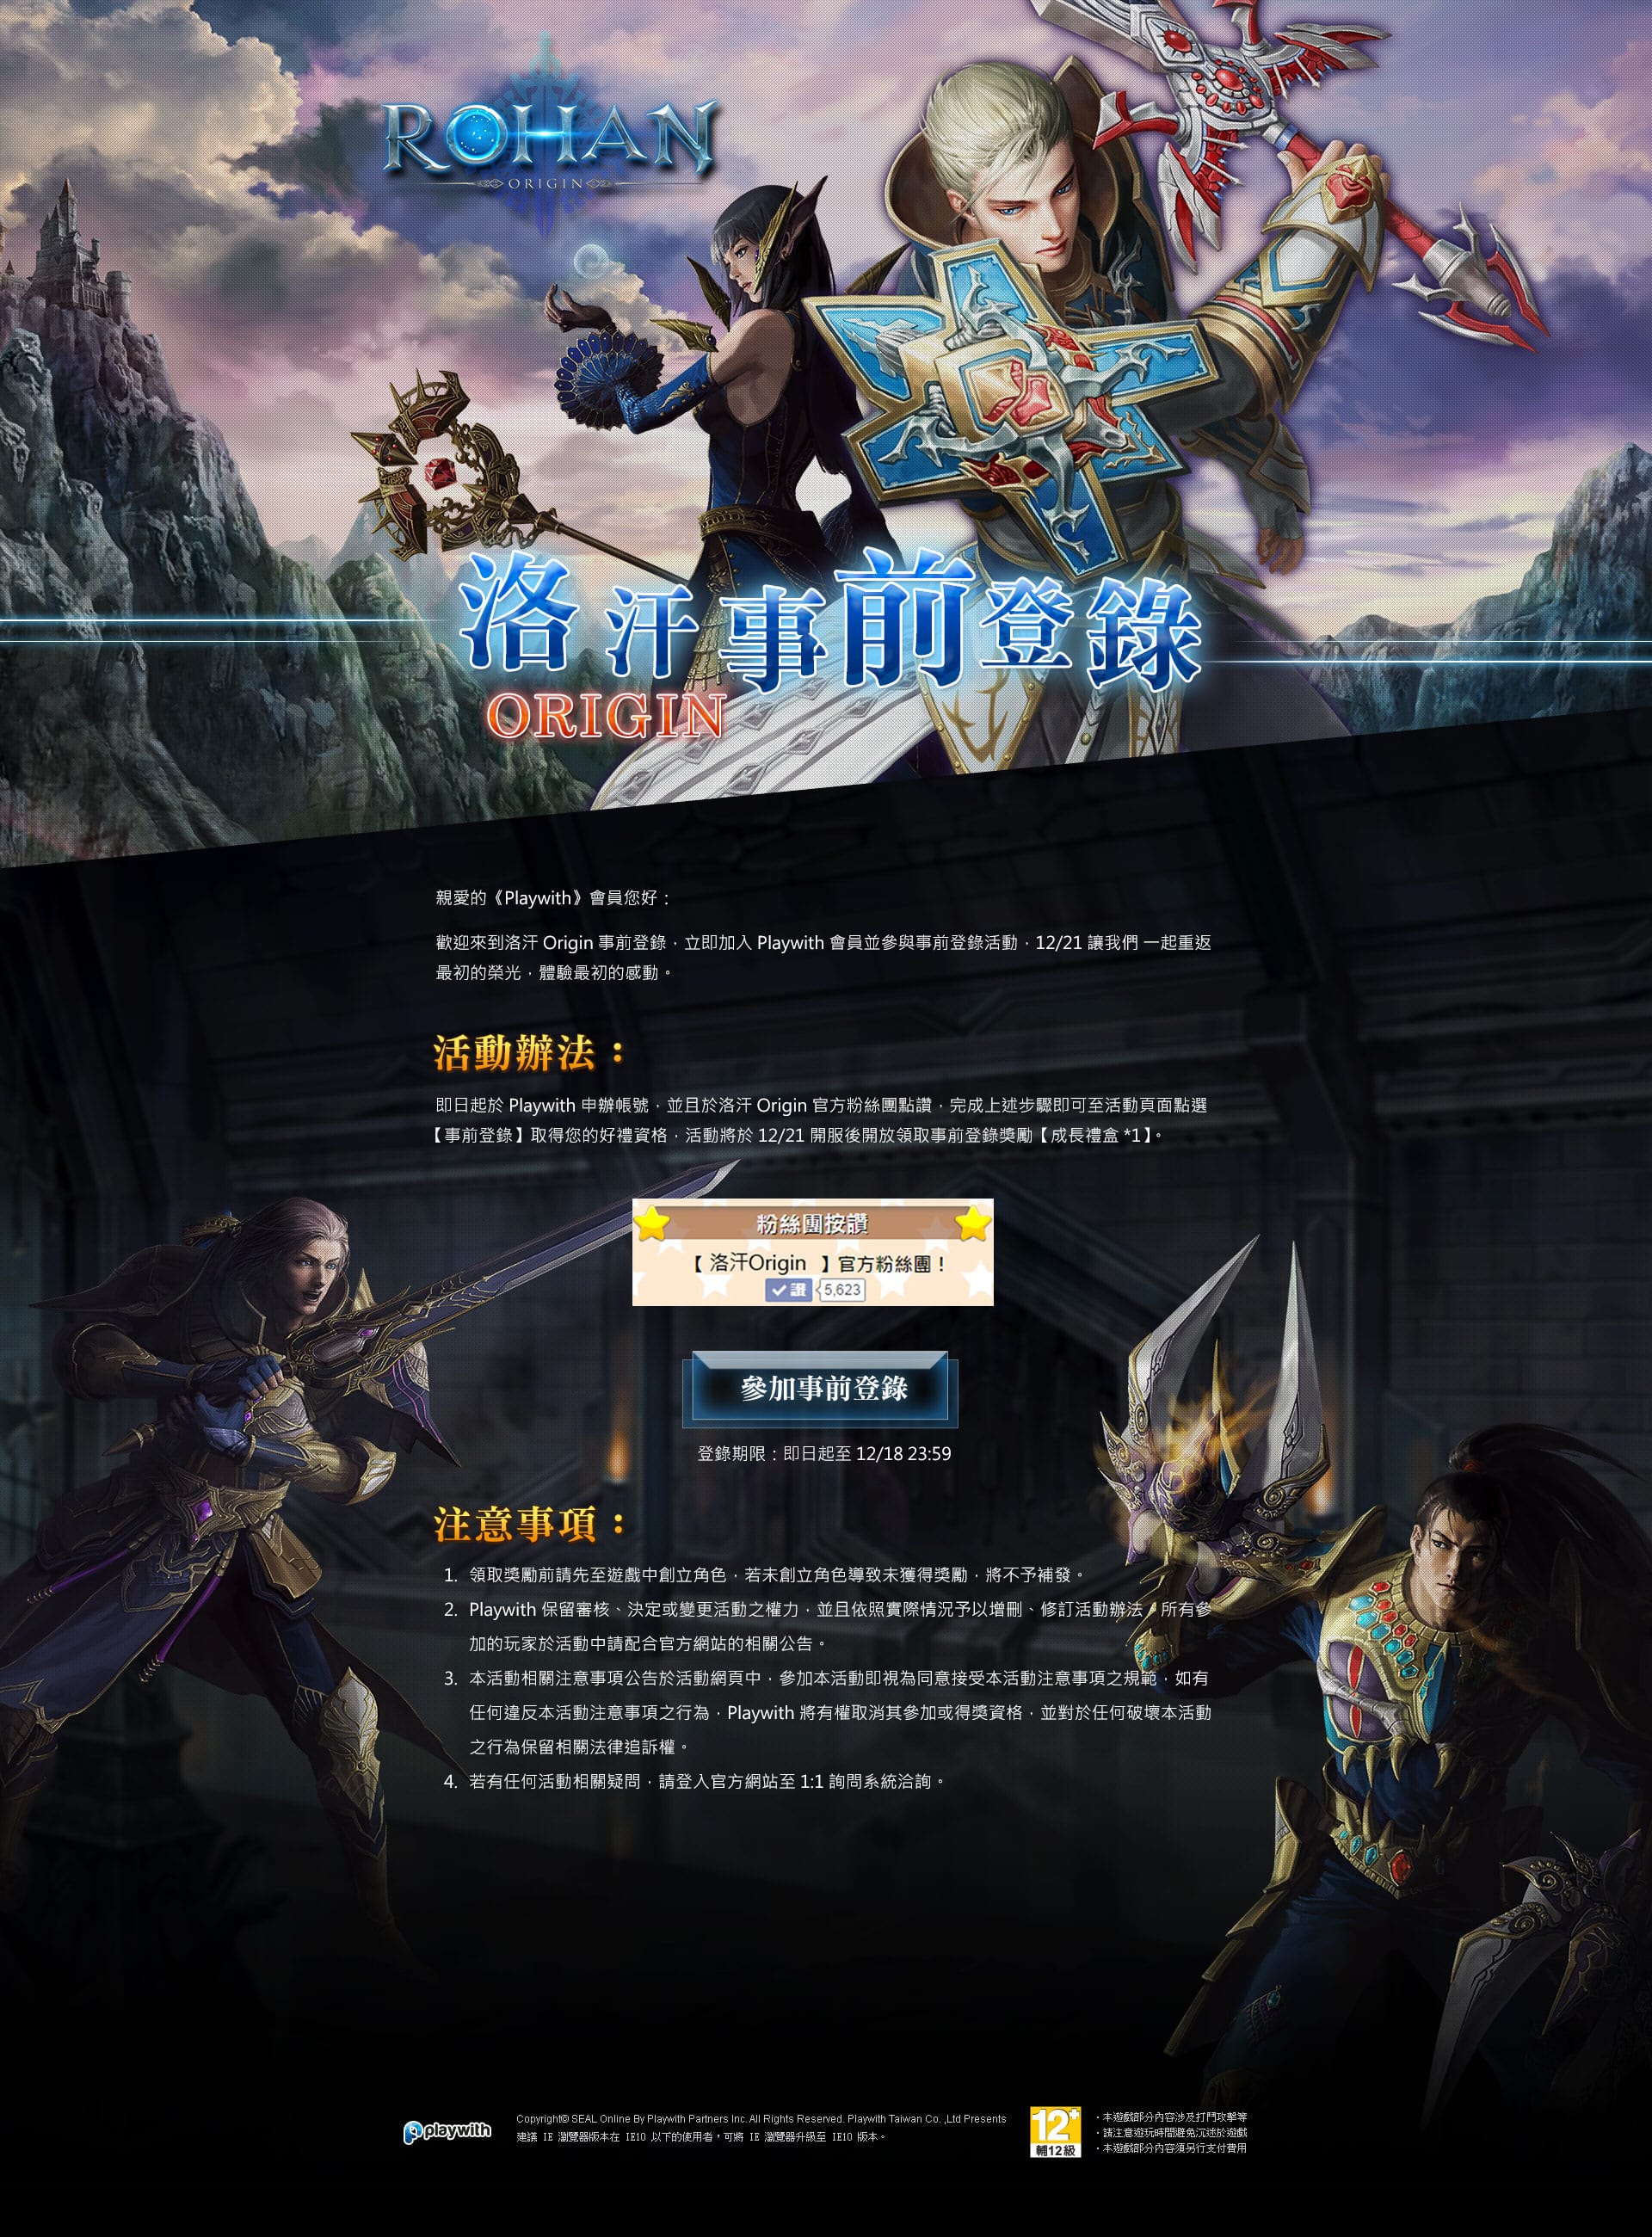 ROHAN
ORIGIN
洛汗事前登錄
ORIGIN
親愛的《Playwith》會員您好：
歡迎來到洛汗 Origin 事前登錄，立即加入 Playwith 會員並參與事前登錄活動，12/21 讓我們 一起重返
最初的榮光，體驗最初的感動。
活動辦法：
即日起於 Playwith 申辦帳號，並且於洛汗 Origin 官方粉絲團點讚，完成上述步驟即可至活動頁面點選
【事前登錄】取得您的好禮資格，活動將於 12/21 開服後開放領取事前登錄獎勵【成長禮盒 *1】。
粉絲團按讚
【 洛汗Origin 】官方粉絲團！
讚 5,623
參加事前登錄
登錄期限：即日起至 12/18 23:59
注意事項：
1. 領取獎勵前請先至遊戲中創立角色，若未創立角色導致未獲得獎勵，將不予補發。
2. Playwith 保留審核、決定或變更活動之權力，並且依照實際情況予以增刪、修訂活動辦法，所有參
加的玩家於活動中請配合官方網站的相關公告。
3. 本活動相關注意事項公告於活動網頁中，參加本活動即視為同意接受本活動注意事項之規範，如有
任何違反本活動注意事項之行為，Playwith 將有權取消其參加或得獎資格，並對於任何破壞本活動
之行為保留相關法律追訴權。
4. 若有任何活動相關疑問，請登入官方網站至 1:1 詢問系統洽詢。
playwith
Copyright© SEAL Online By Playwith Partners Inc. All Rights Reserved. Playwith Taiwan Co. ,Ltd Presents
建議 IE 瀏覽器版本在 IE10 以下的使用者，可將 IE 瀏覽器升級至 IE10 版本。
12+
輔12級
・本遊戲部分內容涉及打鬥攻擊等
・請注意遊玩時間避免沉迷於遊戲
・本遊戲部分內容須另行支付費用